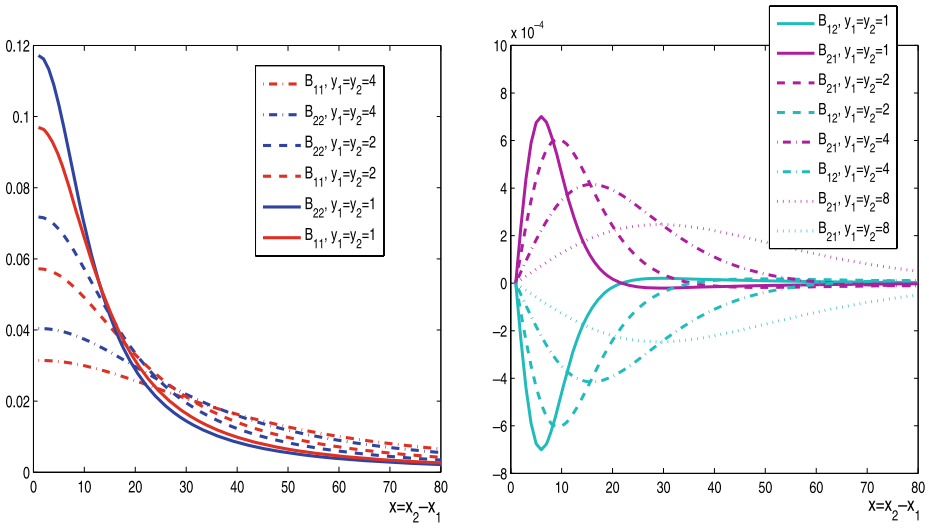 0.12
0.1
0.08
0.06
0.04
0.02
0
0 10 20 30 40 50 60 70 80
x=x₂−x₁
B₁₁, y₁=y₂=4
B₂₂, y₁=y₂=4
B₂₂, y₁=y₂=2
B₁₁, y₁=y₂=2
B₂₂, y₁=y₂=1
B₁₁, y₁=y₂=1
x 10⁻⁴
10
8
6
4
2
0
−2
−4
−6
−8
0 10 20 30 40 50 60 70 80
x=x₂−x₁
B₁₂, y₁=y₂=1
B₂₁, y₁=y₂=1
B₂₁, y₁=y₂=2
B₁₂, y₁=y₂=2
B₂₁, y₁=y₂=4
B₁₂, y₁=y₂=4
B₂₁, y₁=y₂=8
B₂₁, y₁=y₂=8